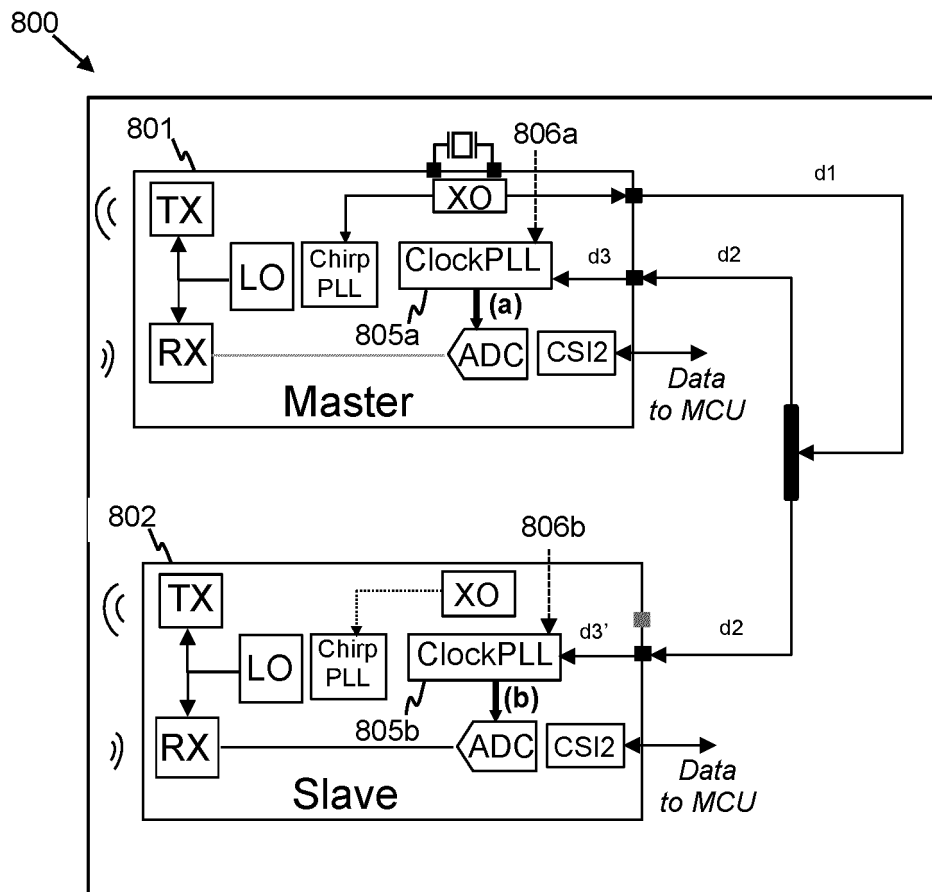 800
801
806a
XO
d1
TX
LO
Chirp
PLL
ClockPLL
d3
d2
(a)
805a
RX
ADC
CSI2
Master
Data
to MCU
802
806b
XO
TX
LO
Chirp
PLL
ClockPLL
d3'
d2
(b)
805b
RX
ADC
CSI2
Slave
Data
to MCU